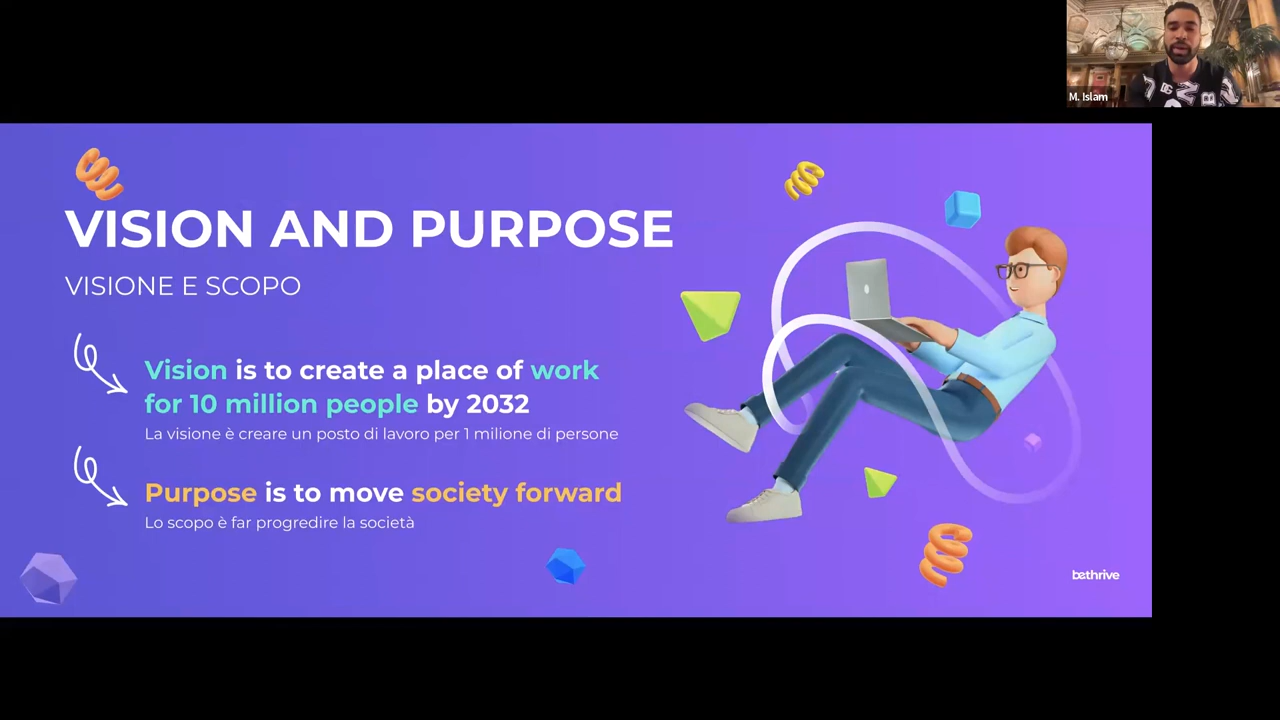 M. Islam
VISION AND PURPOSE
VISIONE E SCOPO
Vision is to create a place of work
for 10 million people by 2032
La visione è creare un posto di lavoro per 1 milione di persone
Purpose is to move society forward
Lo scopo è far progredire la società
bethrive